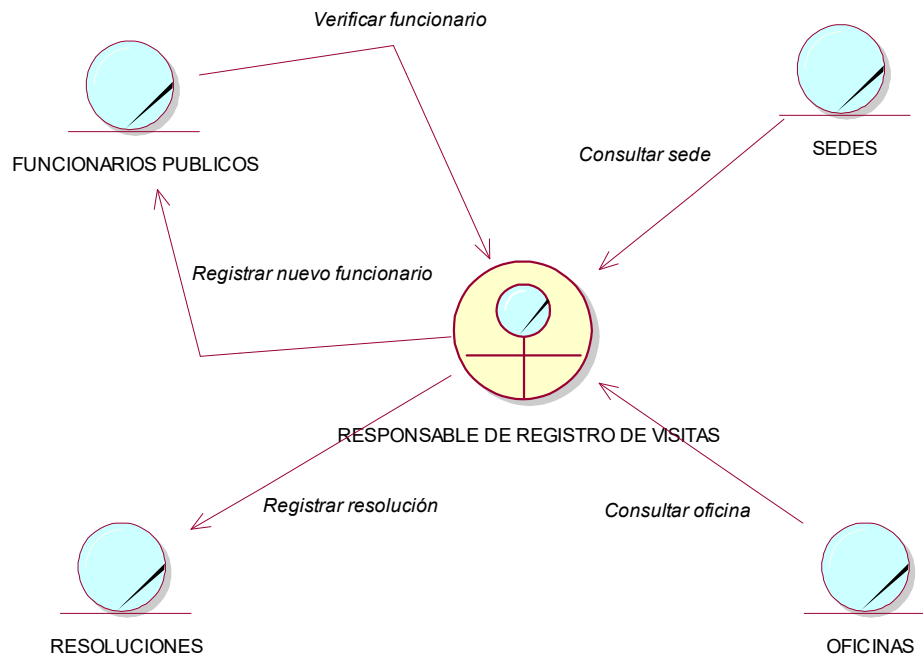 Verificar funcionario
FUNCIONARIOS PUBLICOS
SEDES
Consultar sede
Registrar nuevo funcionario
RESPONSABLE DE REGISTRO DE VISITAS
Registrar resolución
Consultar oficina
RESOLUCIONES
OFICINAS